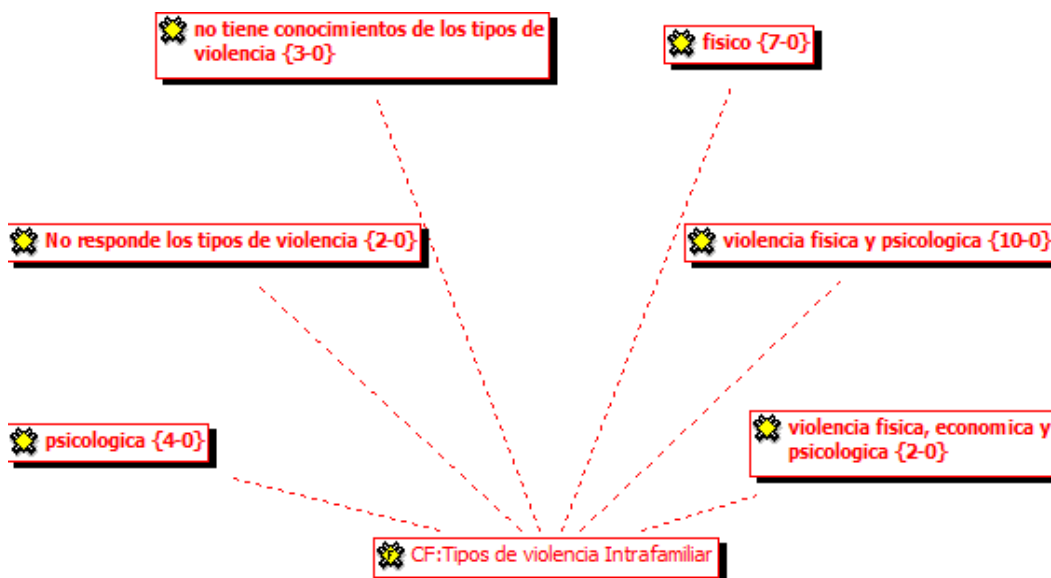 no tiene conocimientos de los tipos de
violencia {3-0}
fisico {7-0}
No responde los tipos de violencia {2-0}
violencia fisica y psicologica {10-0}
psicologica {4-0}
violencia fisica, economica y
psicologica {2-0}
CF:Tipos de violencia Intrafamiliar